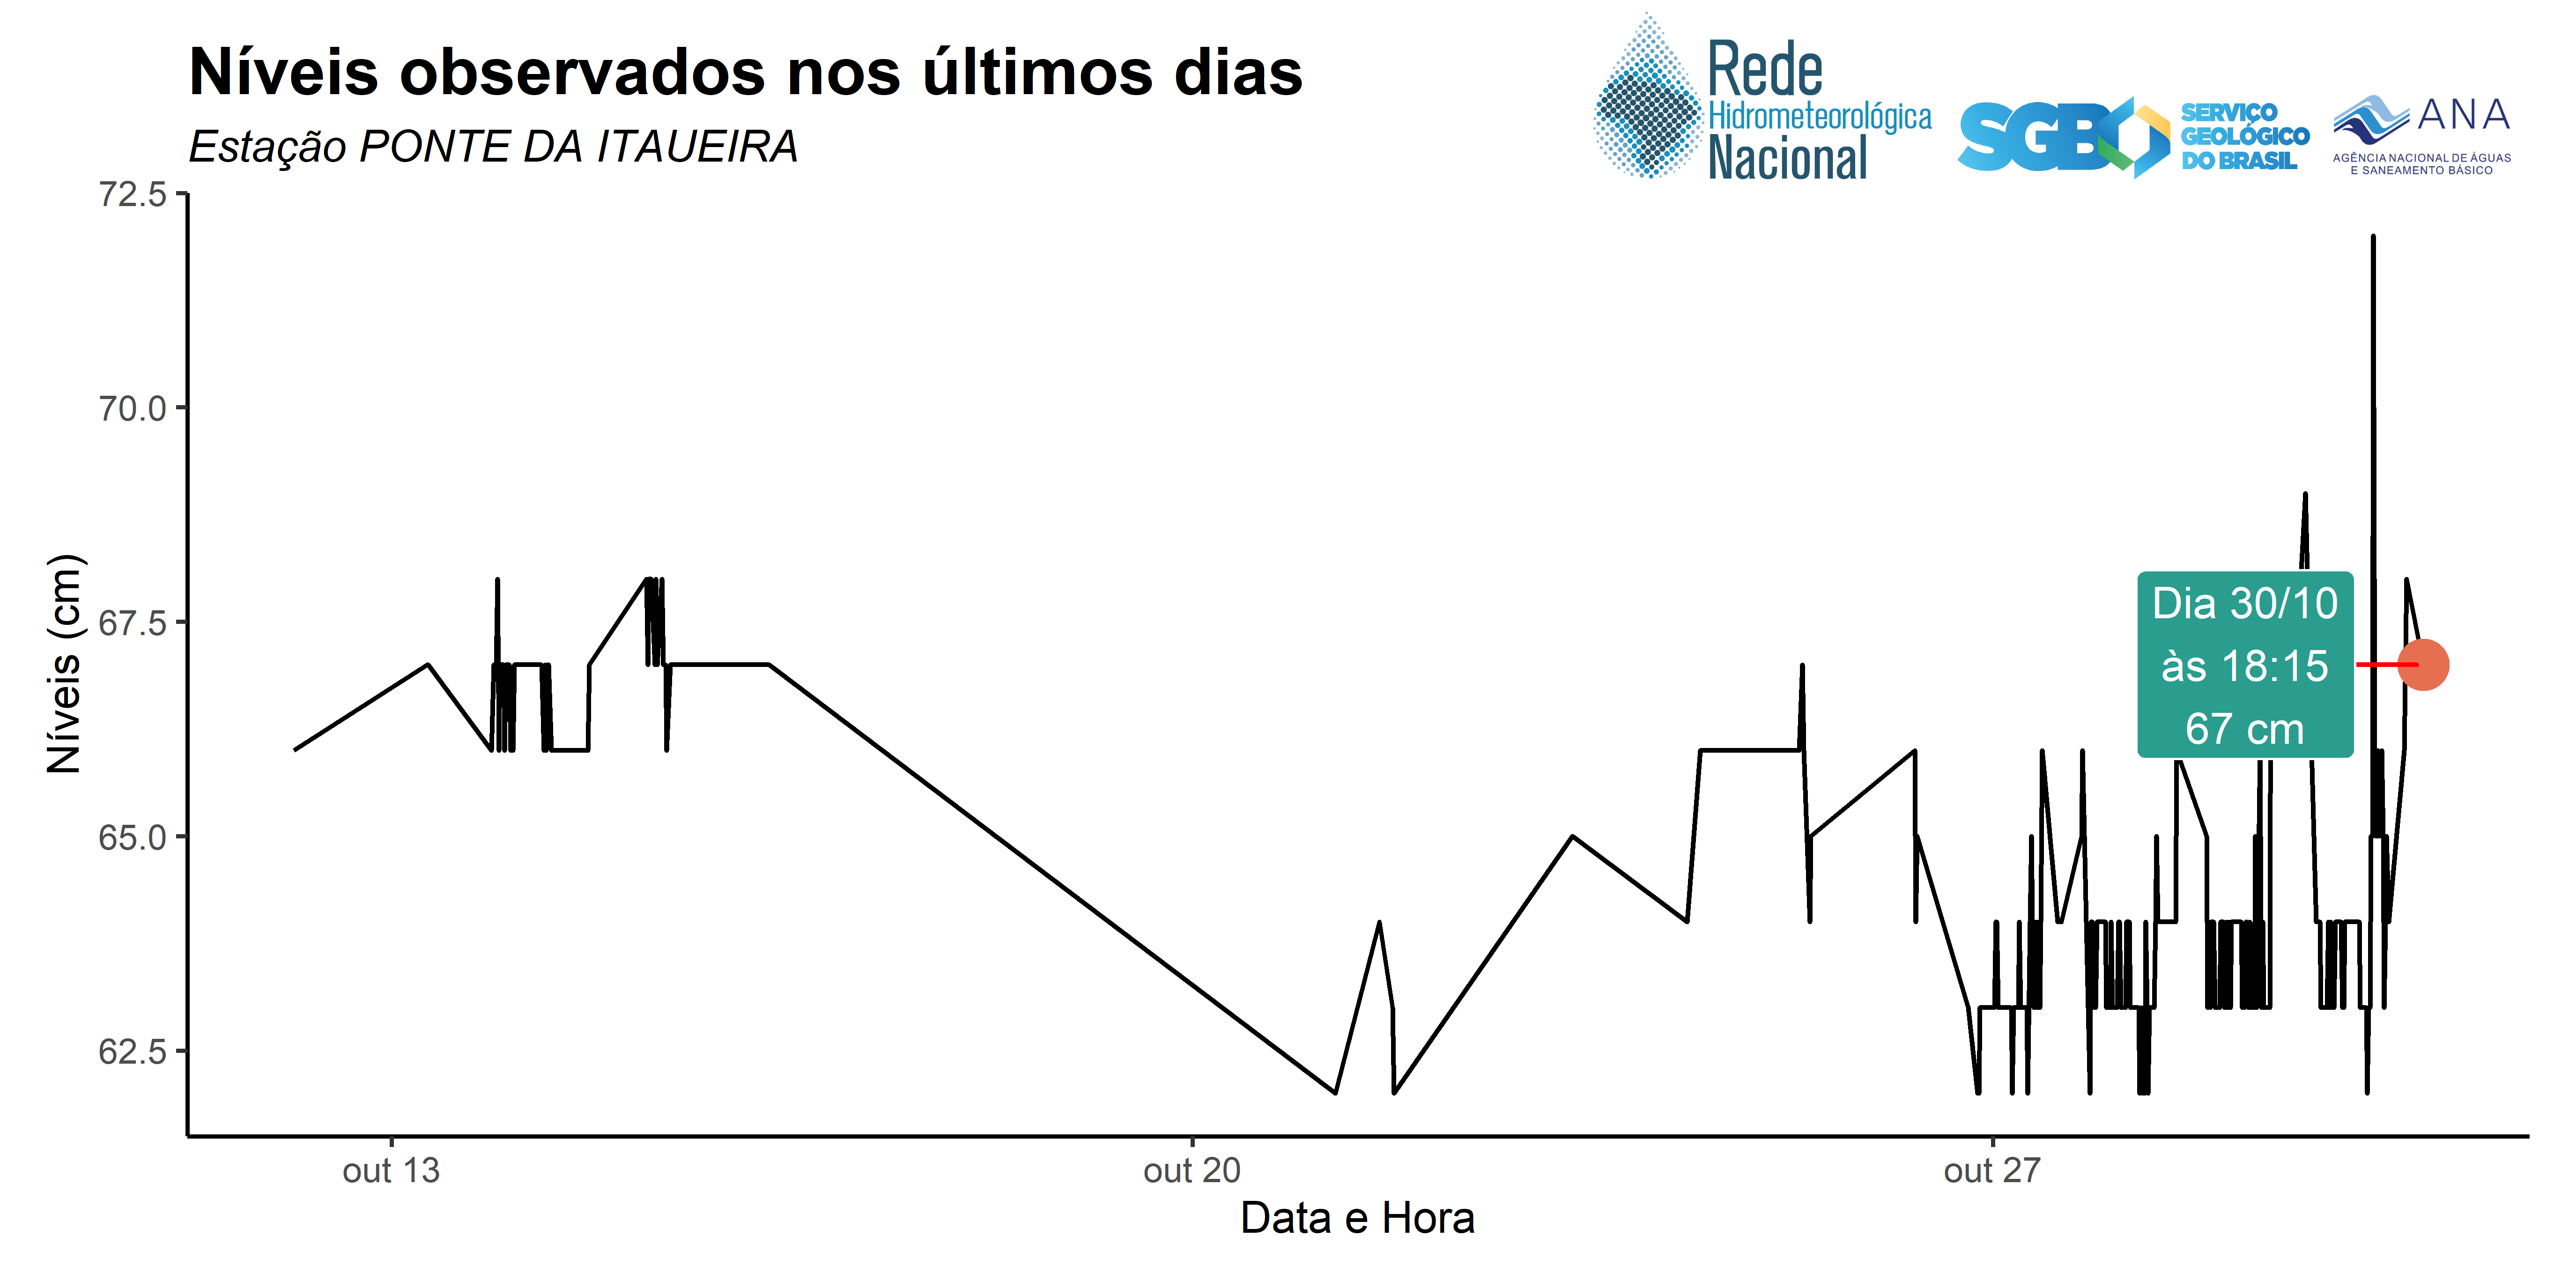 Níveis observados nos últimos dias
Estação PONTE DA ITAUEIRA
Rede
Hidrometeorológica
Nacional
SGB
SERVIÇO
GEOLÓGICO
DO BRASIL
ANA
AGÊNCIA NACIONAL DE ÁGUAS
E SANEAMENTO BÁSICO
Níveis (cm)
72.5
70.0
67.5
65.0
62.5
Dia 30/10
às 18:15
67 cm
out 13
out 20
out 27
Data e Hora